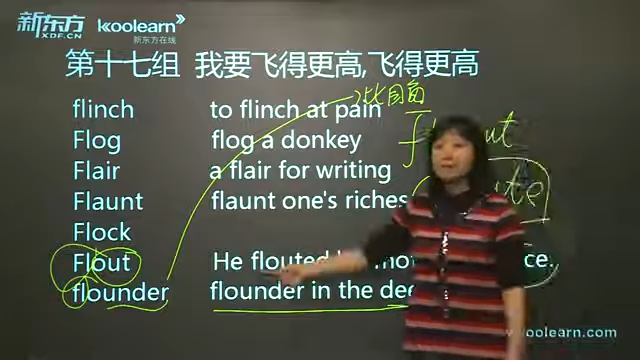 新东方 XDF.CN koolearn 新东方在线
第十七组 我要飞得更高,飞得更高
flinch to flinch at pain
Flog flog a donkey
Flair a flair for writing
Flaunt flaunt one's riches
Flock
Flout He flouted
flounder flounder in the
koolearn.com